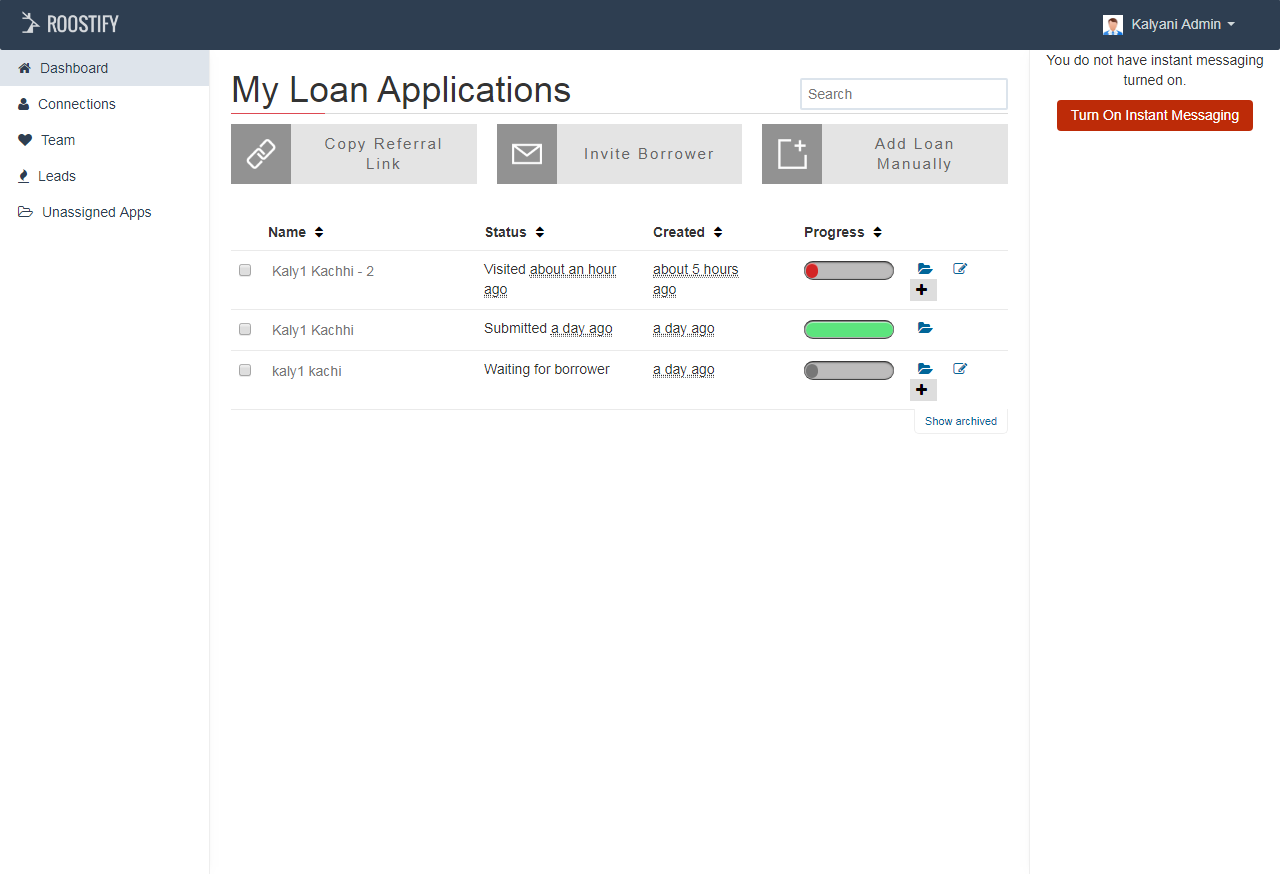 ROOSTIFY
Kalyani Admin
Dashboard
Connections
Team
Leads
Unassigned Apps
My Loan Applications
Search
Copy Referral
Link
Invite Borrower
Add Loan
Manually
Name Status Created Progress
Kaly1 Kachhi - 2 Visited about an hour about 5 hours
ago ago
Kaly1 Kachhi Submitted a day ago a day ago
kaly1 kachi Waiting for borrower a day ago
Show archived
You do not have instant messaging
turned on.
Turn On Instant Messaging